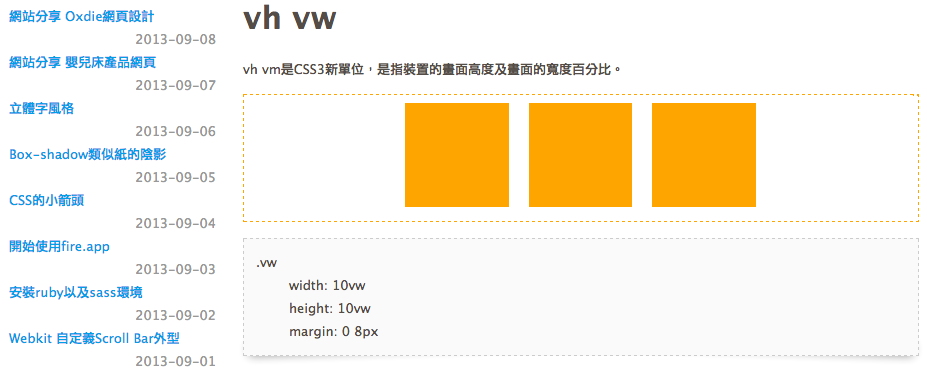 網站分享 Oxdie網頁設計
2013-09-08
網站分享 嬰兒床產品網頁
2013-09-07
立體字風格
2013-09-06
Box-shadow類似紙的陰影
2013-09-05
CSS的小箭頭
2013-09-04
開始使用fire.app
2013-09-03
安裝ruby以及sass環境
2013-09-02
Webkit 自定義Scroll Bar外型
2013-09-01
vh vw
vh vm是CSS3新單位，是指裝置的畫面高度及畫面的寬度百分比。
.vw
width: 10vw
height: 10vw
margin: 0 8px